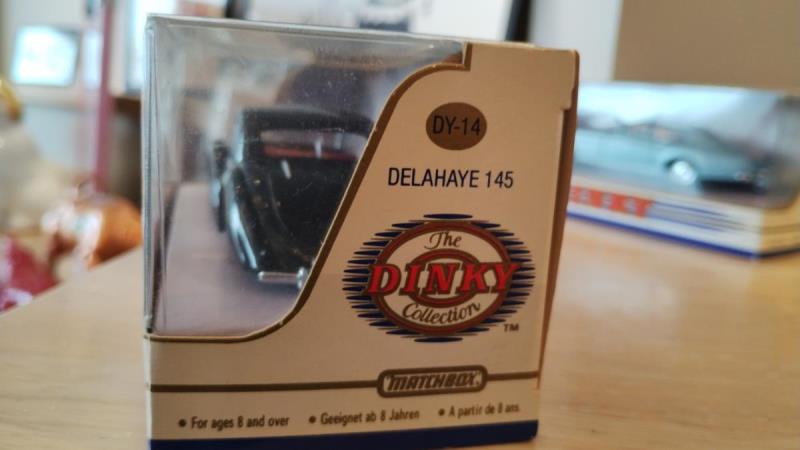 DY-14
DELAHAYE 145
The
DINKY
Collection
TM
MATCHBOX
• For ages 8 and over • Geeignet ab 8 Jahren • A partir de 8 ans.